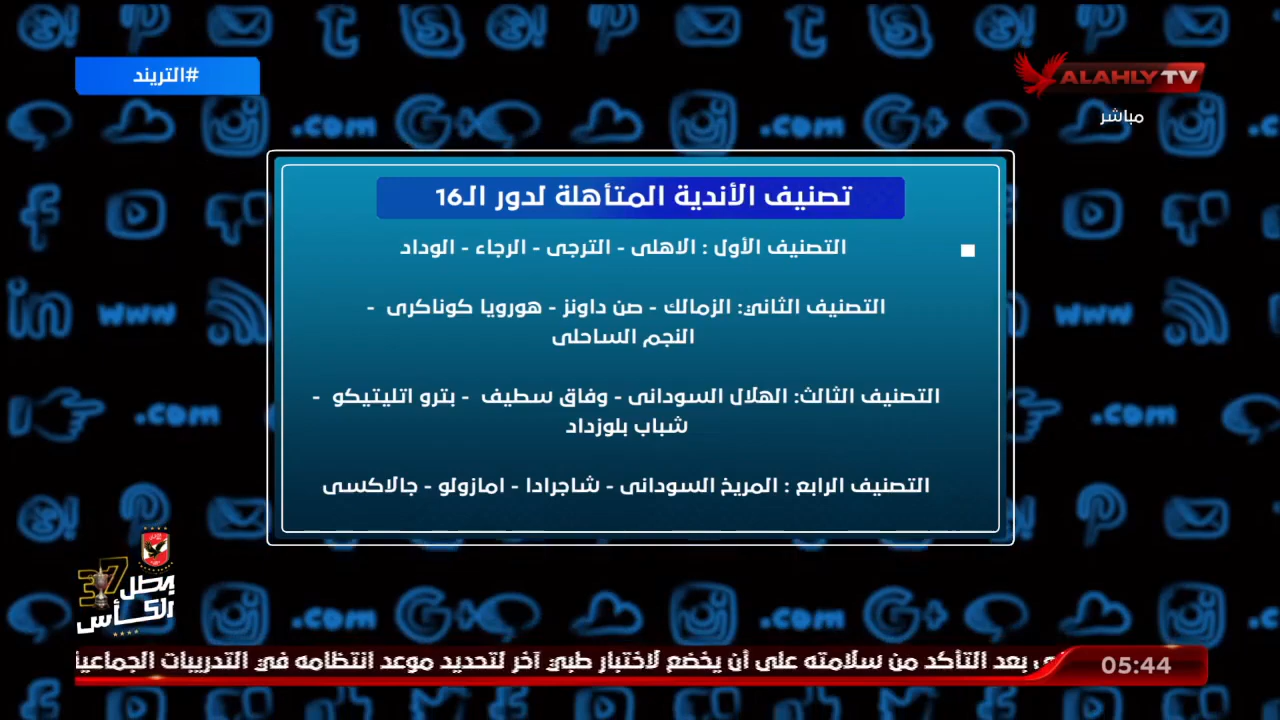 #التريند
ALAHLY TV
مباشر
تصنيف الأندية المتأهلة لدور الـ16
التصنيف الأول : الاهلى - الترجى - الرجاء - الوداد
التصنيف الثاني: الزمالك - صن داونز - هورويا كوناكرى -
النجم الساحلى
التصنيف الثالث: الهلال السودانى - وفاق سطيف - بترو اتليتيكو -
شباب بلوزداد
التصنيف الرابع : المريخ السودانى - شاجرادا - امازولو - جالاكسى
37
بطل
الكأس
بعد التأكد من سلامته على أن يخضع لاختبار طبي آخر لتحديد موعد انتظامه في التدريبات الجماعية
05:44
.com
www